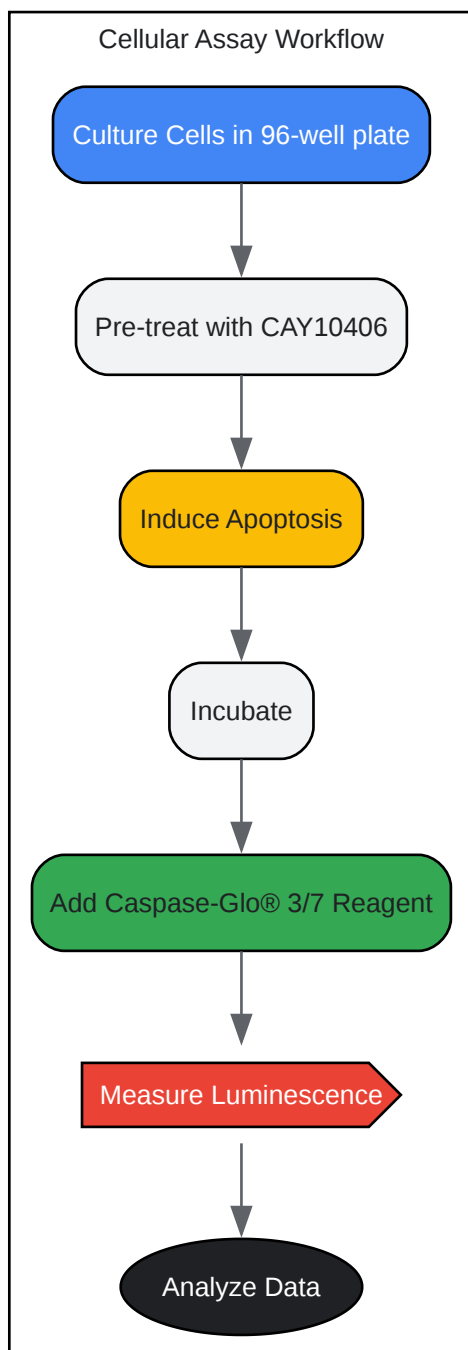 Cellular Assay Workflow
Culture Cells in 96-well plate
Pre-treat with CAY10406
Induce Apoptosis
Incubate
Add Caspase-Glo® 3/7 Reagent
Measure Luminescence
Analyze Data